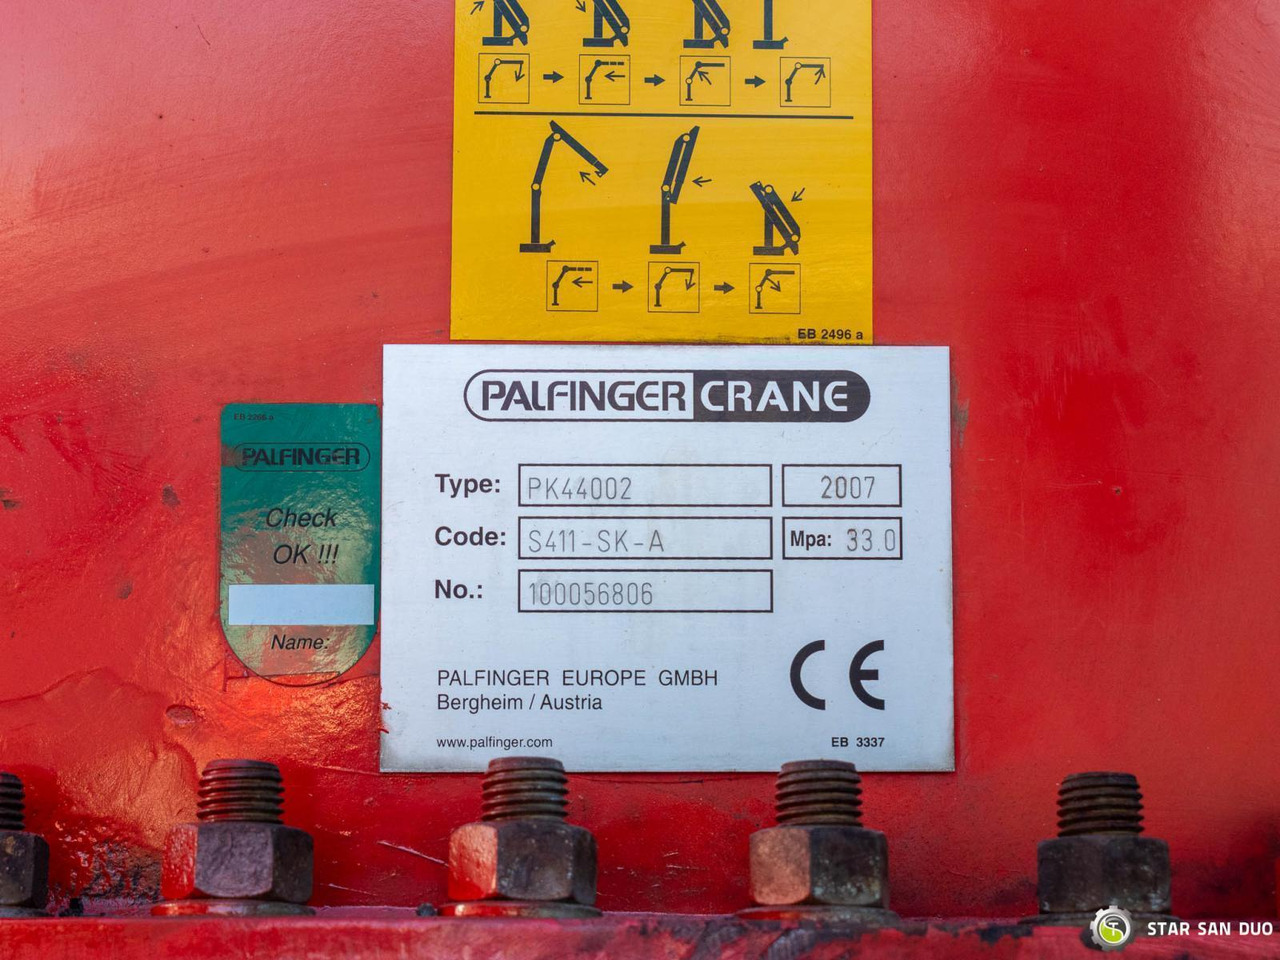 EB 2496 a
PALFINGER CRANE
Type: PK44002 2007
Code: S411-SK-A Mpa: 33.0
No.: 100056806
PALFINGER EUROPE GMBH
Bergheim / Austria
www.palfinger.com
EB 3337
PALFINGER
Check
OK !!!
Name:
STAR SAN DUO